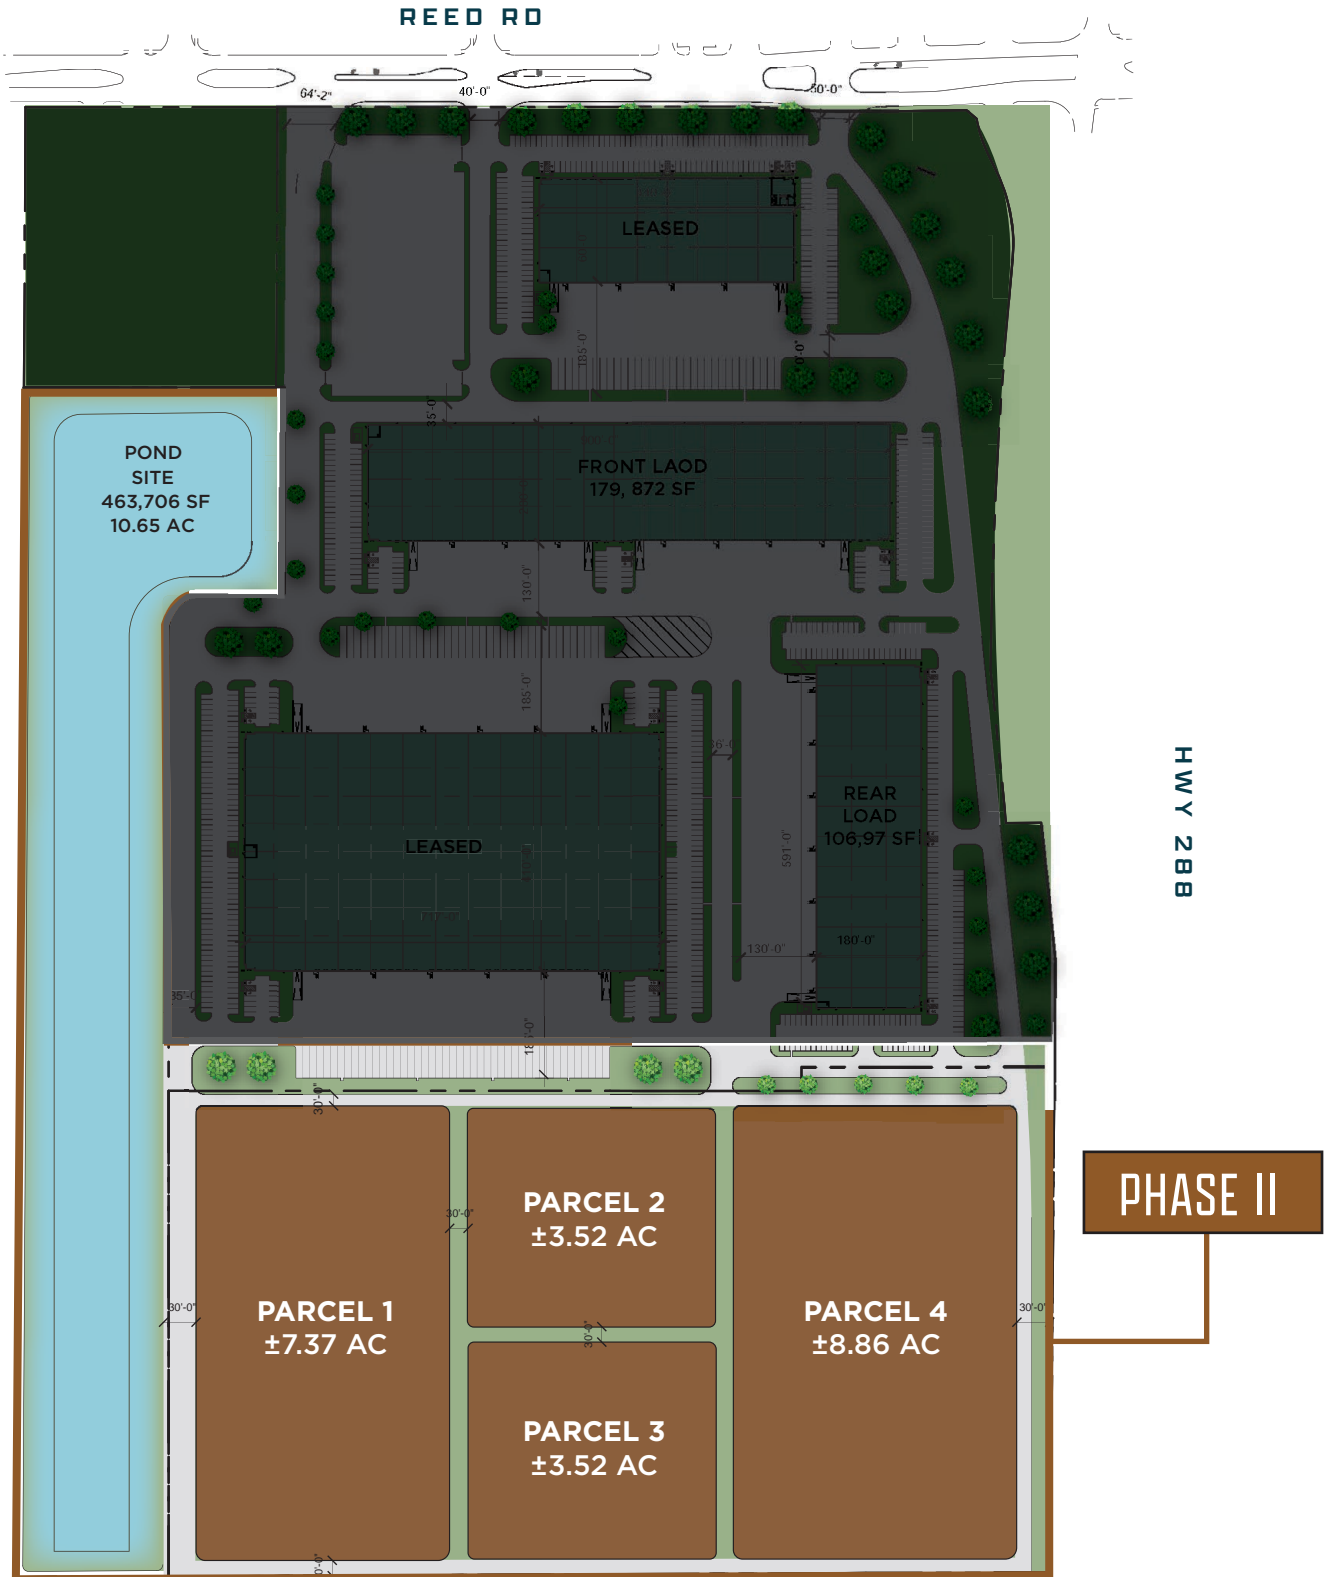 REED RD
64'-2"
40'-0"
LEASED
185'-0"
35'-0"
POND
SITE
463,706 SF
10.65 AC
FRONT LAOD
179, 872 SF
130'-0"
185'-0"
HWY 288
REAR
LOAD
106,97 SF
591'-0"
LEASED
130'-0"
180'-0"
30'-0"
PHASE II
PARCEL 2
±3.52 AC
30'-0"
PARCEL 1
±7.37 AC
PARCEL 4
±8.86 AC
30'-0"
30'-0"
30'-0"
PARCEL 3
±3.52 AC